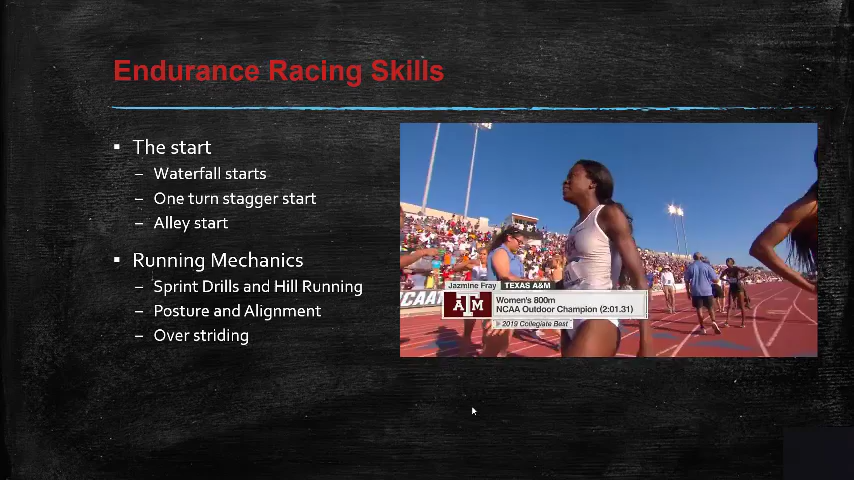 Endurance Racing Skills
▪ The start
– Waterfall starts
– One turn stagger start
– Alley start
▪ Running Mechanics
– Sprint Drills and Hill Running
– Posture and Alignment
– Over striding
Jazmine Fray TEXAS A&M
ATM
Women's 800m
NCAA Outdoor Champion (2:01.31)
2019 Collegiate Best
NCAA